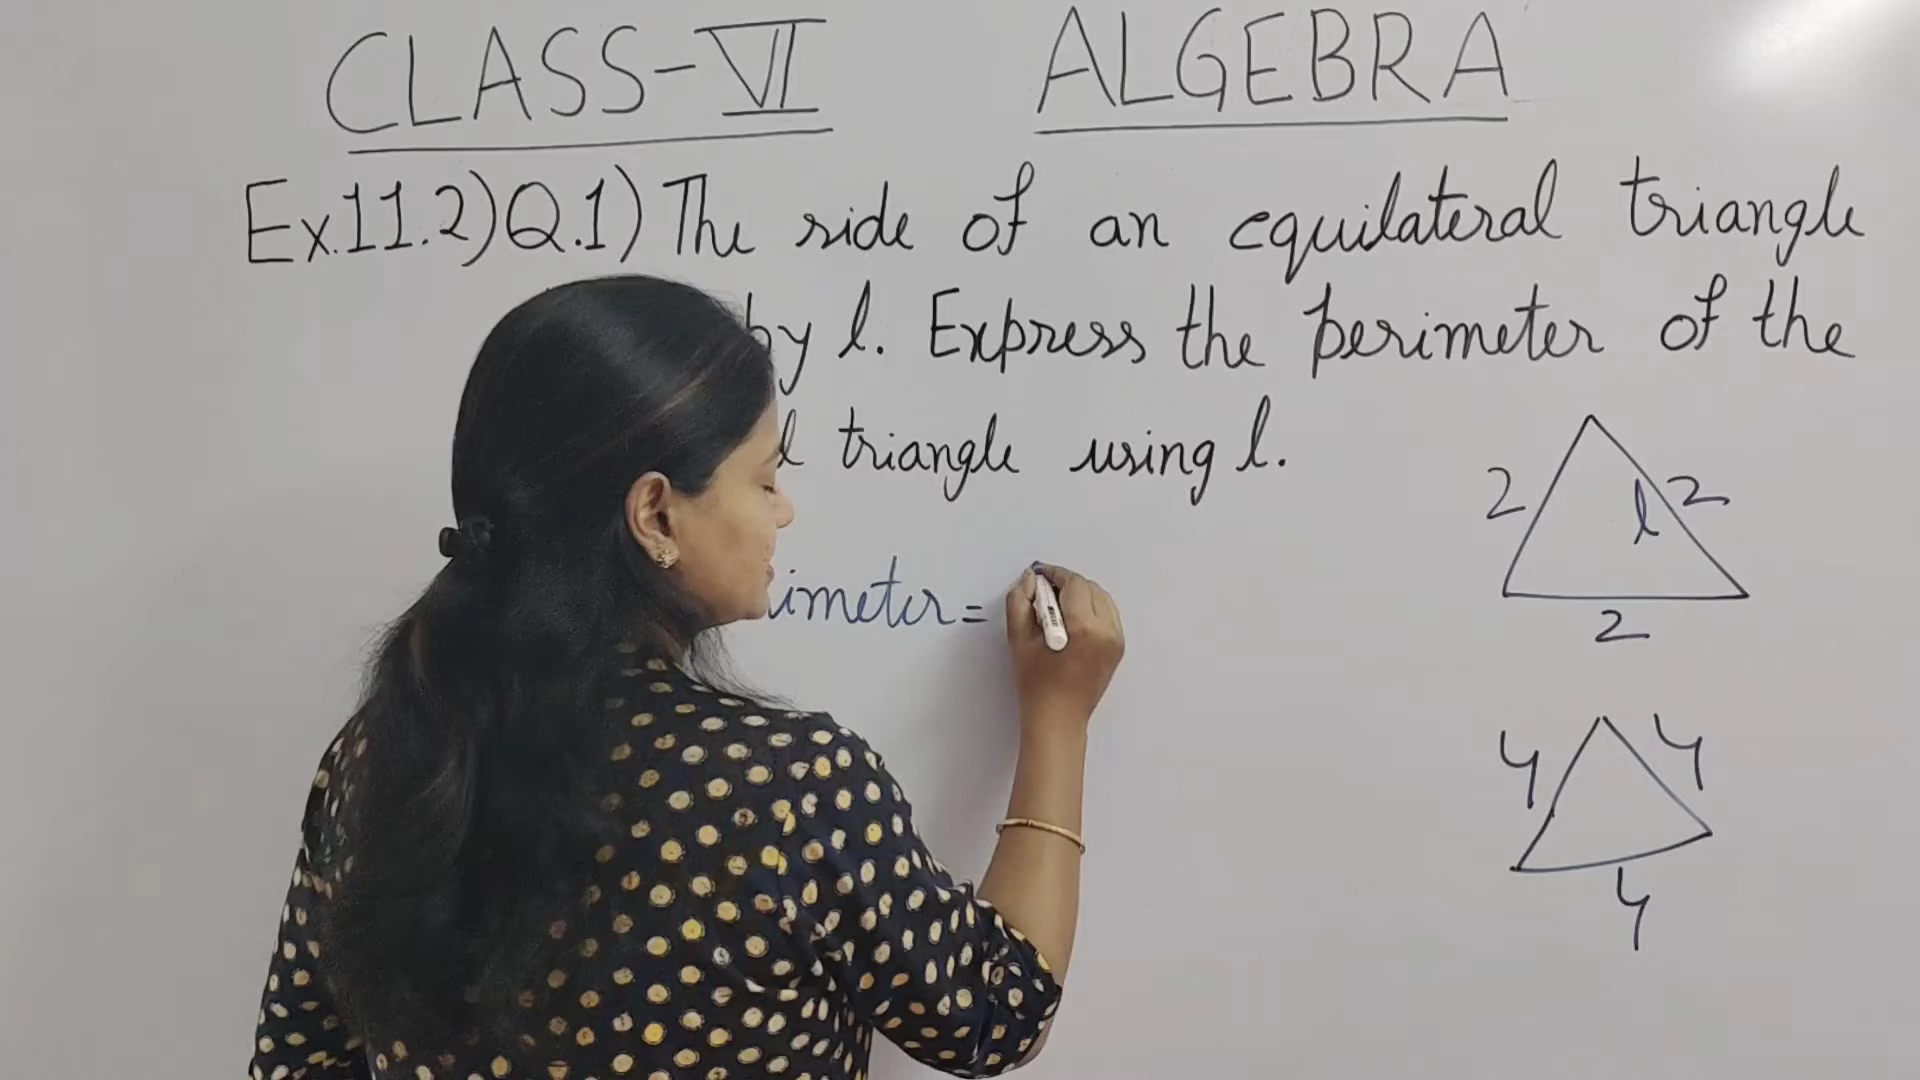 CLASS-VI ALGEBRA
Ex.11.2)Q.1) The side of an equilateral triangle
by l. Express the perimeter of the
triangle using l.
imeter =
2 l 2
2
4 4
4